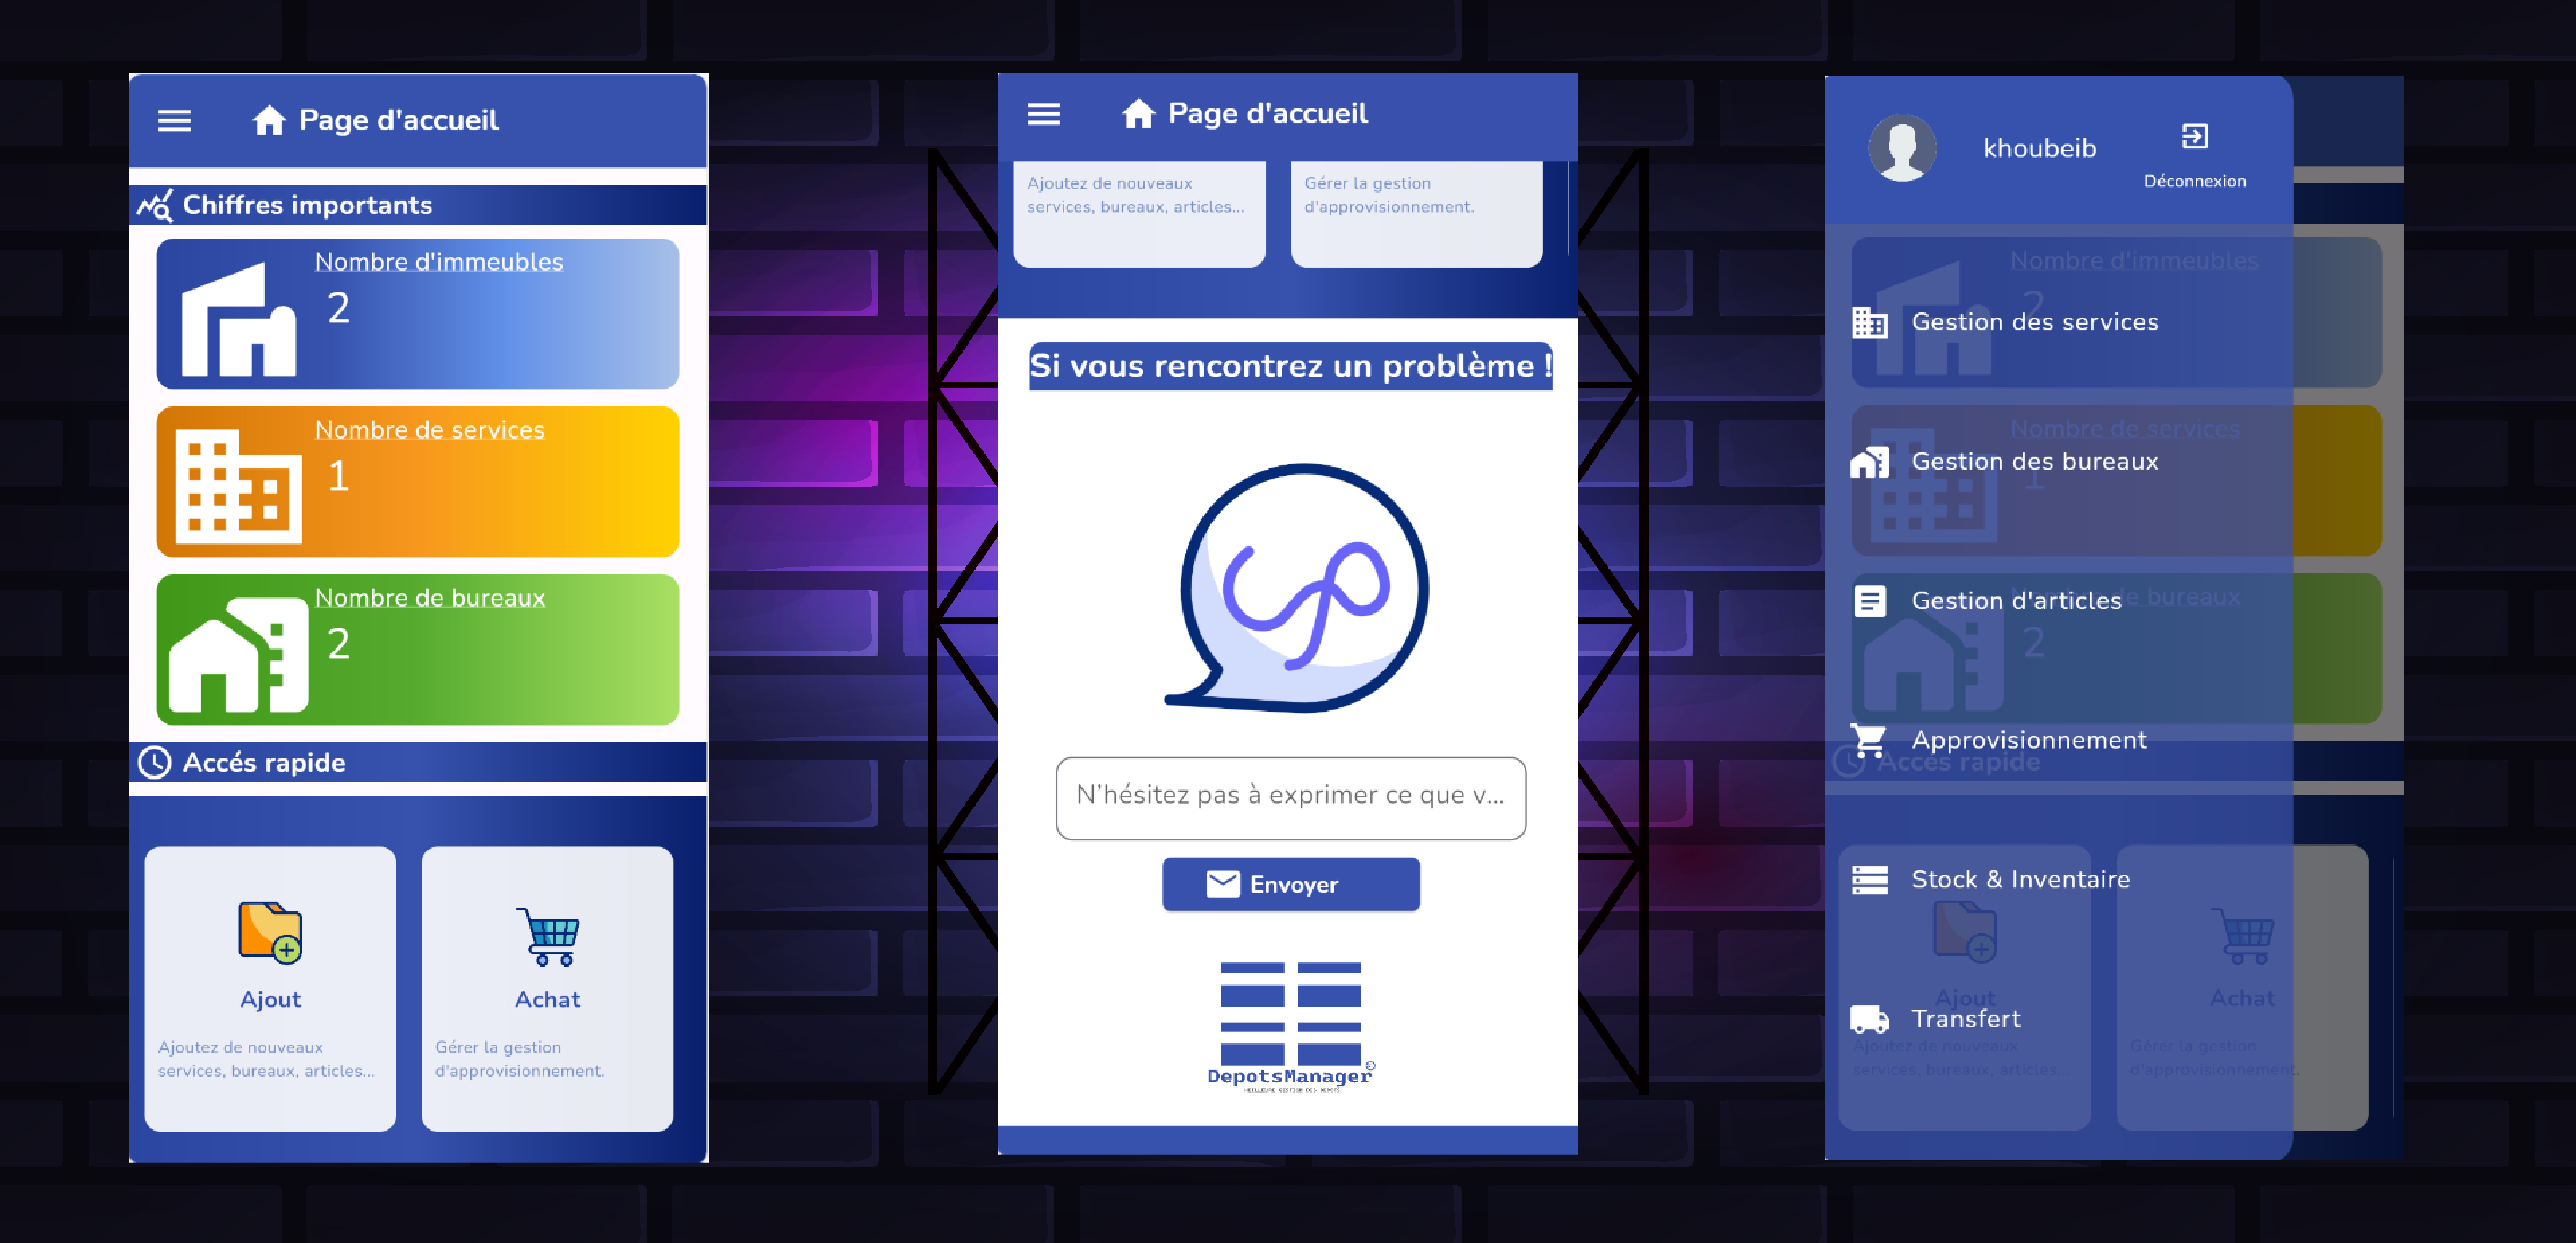 Page d'accueil
Chiffres importants
Nombre d'immeubles
2
Nombre de services
1
Nombre de bureaux
2
Accés rapide
Ajout
Ajoutez de nouveaux
services, bureaux, articles...
Achat
Gérer la gestion
d'approvisionnement.
Page d'accueil
Ajoutez de nouveaux
services, bureaux, articles...
Gérer la gestion
d'approvisionnement.
Si vous rencontrez un problème !
N’hésitez pas à exprimer ce que v...
Envoyer
DepotsManager
MEILLEURE GESTION DES DEPOTS
khoubeib
Déconnexion
Nombre d'immeubles
2
Gestion des services
Nombre de services
Gestion des bureaux
1
Gestion d'articles
de bureaux
2
Approvisionnement
Accés rapide
Stock & Inventaire
Ajout
Achat
Transfert
Ajoutez de nouveaux
services, bureaux, articles...
Gérer la gestion
d'approvisionnement.